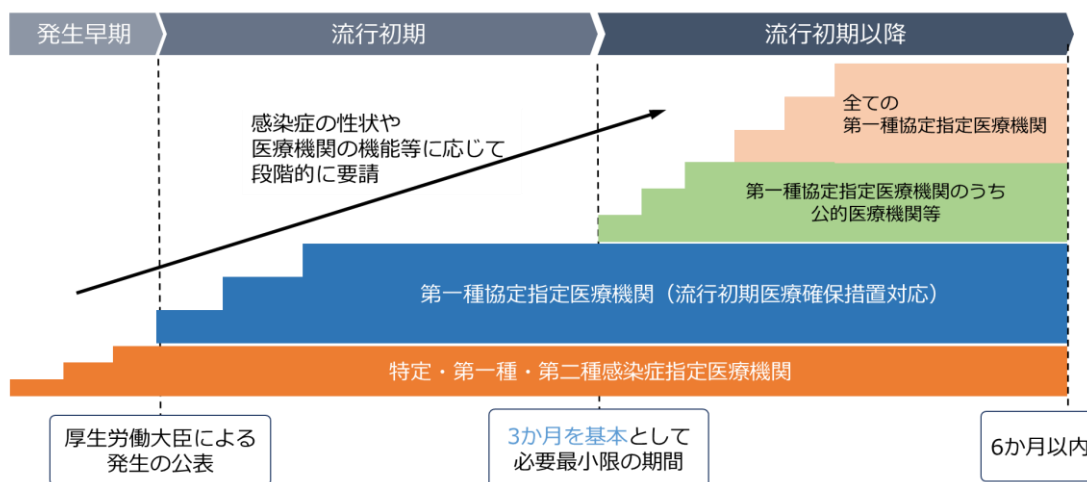 発生早期
流行初期
流行初期以降
感染症の性状や
医療機関の機能等に応じて
段階的に要請
全ての
第一種協定指定医療機関
第一種協定指定医療機関のうち
公的医療機関等
第一種協定指定医療機関（流行初期医療確保措置対応）
特定・第一種・第二種感染症指定医療機関
厚生労働大臣による
発生の公表
3か月を基本として
必要最小限の期間
6か月以内